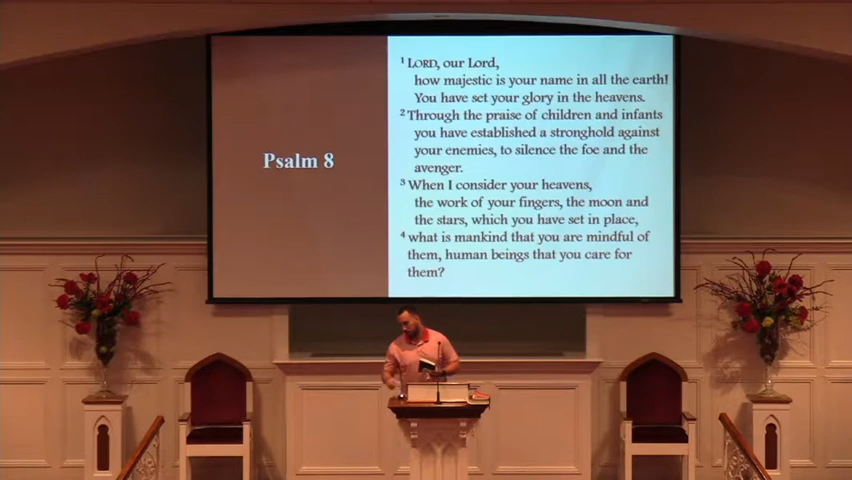 Psalm 8
1 LORD, our Lord,
how majestic is your name in all the earth!
You have set your glory in the heavens.
2 Through the praise of children and infants
you have established a stronghold against
your enemies, to silence the foe and the
avenger.
3 When I consider your heavens,
the work of your fingers, the moon and
the stars, which you have set in place,
4 what is mankind that you are mindful of
them, human beings that you care for
them?